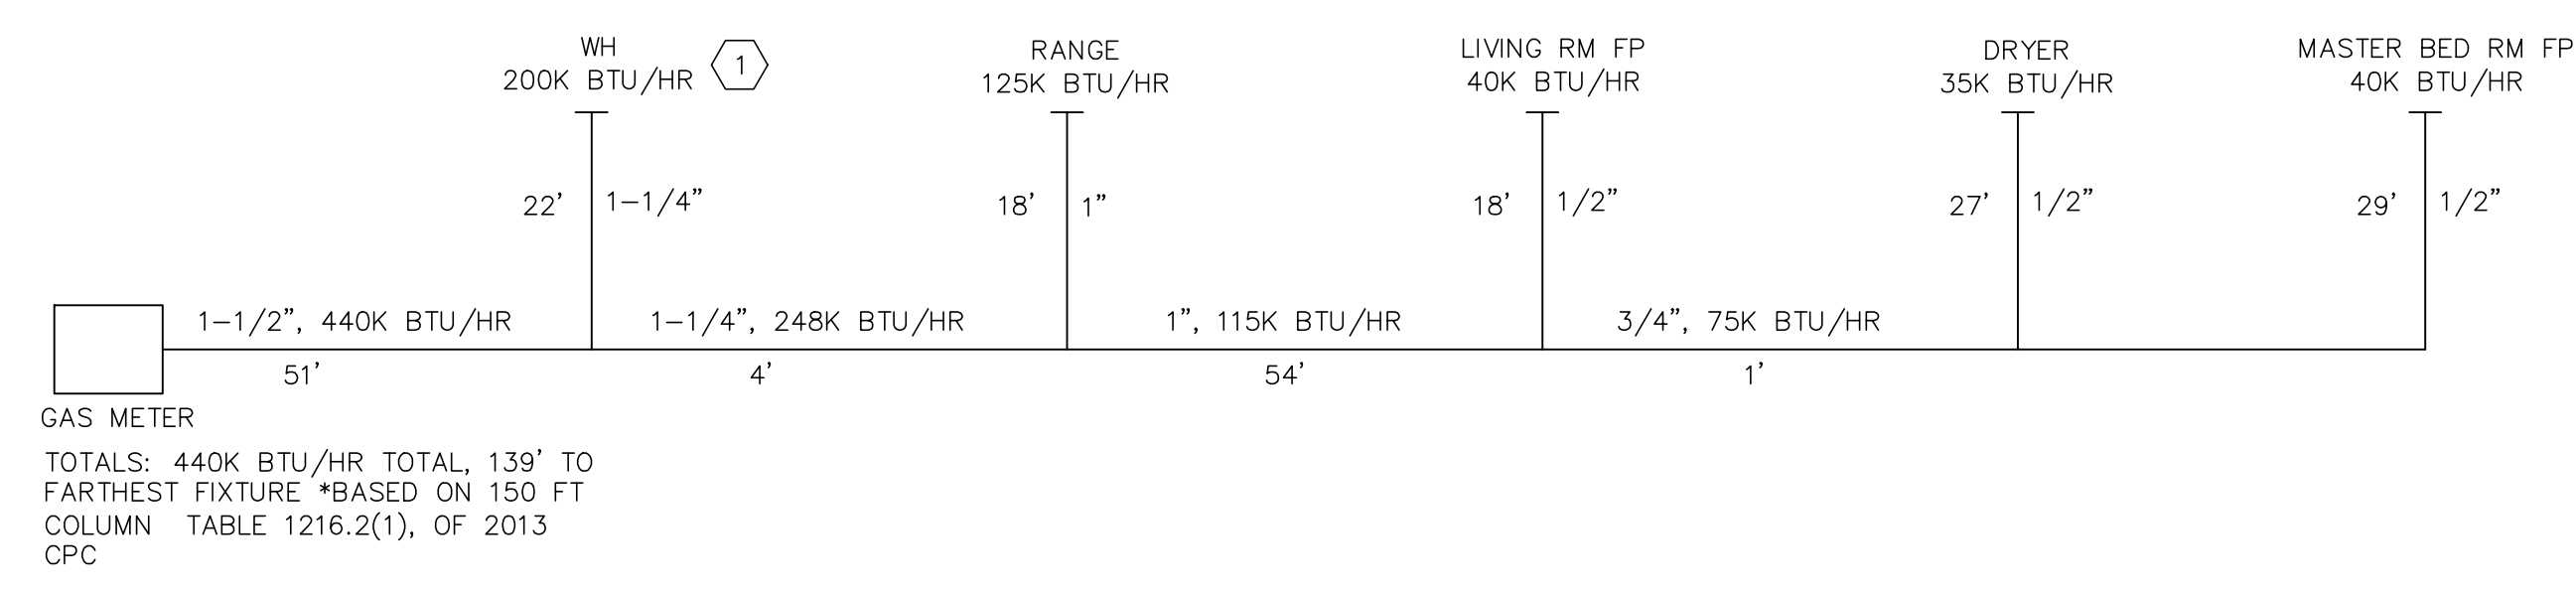 WH
200K BTU/HR
1
RANGE
125K BTU/HR
LIVING RM FP
40K BTU/HR
DRYER
35K BTU/HR
MASTER BED RM FP
40K BTU/HR
22’ 1-1/4”
18’ 1”
18’ 1/2”
27’ 1/2”
29’ 1/2”
1-1/2”, 440K BTU/HR
1-1/4”, 248K BTU/HR
1”, 115K BTU/HR
3/4”, 75K BTU/HR
51’
4’
54’
1’
GAS METER
TOTALS: 440K BTU/HR TOTAL, 139’ TO
FARTHEST FIXTURE *BASED ON 150 FT
COLUMN TABLE 1216.2(1), OF 2013
CPC